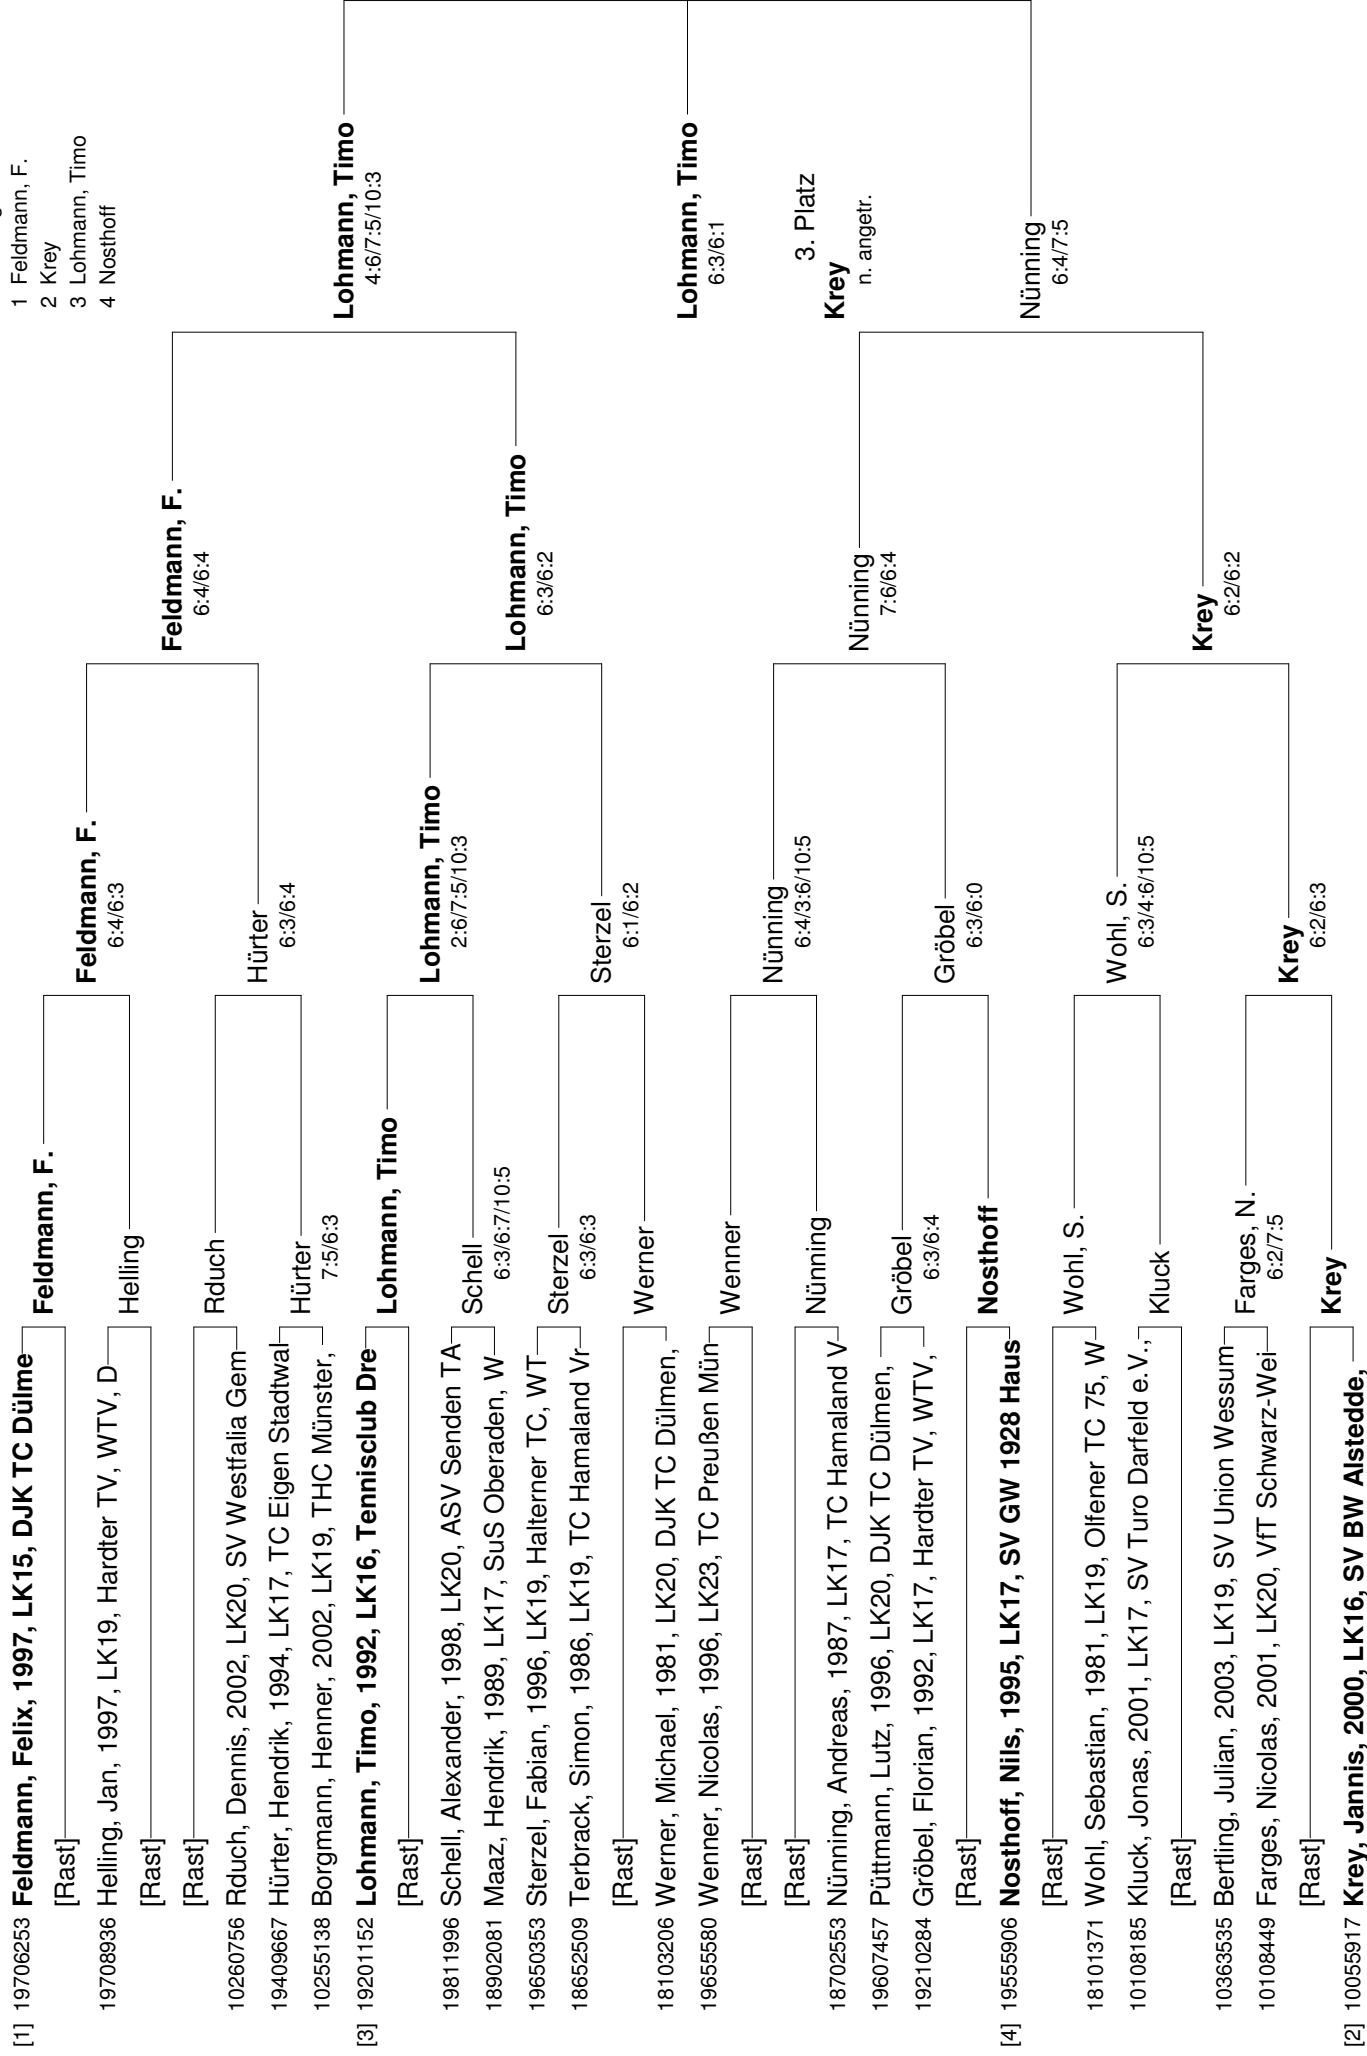 1 Feldmann, F.
2 Krey
3 Lohmann, Timo
4 Nosthoff
[1] 19706253 Feldmann, Felix, 1997, LK15, DJK TC Dülme
[Rast]
19708936 Helling, Jan, 1997, LK19, Hardter TV, WTV, D
[Rast]
[Rast]
10260756 Rduch, Dennis, 2002, LK20, SV Westfalia Gem
19409667 Hürter, Hendrik, 1994, LK17, TC Eigen Stadtwal
10255138 Borgmann, Henner, 2002, LK19, THC Münster,
[3] 19201152 Lohmann, Timo, 1992, LK16, Tennisclub Dre
[Rast]
19811996 Schell, Alexander, 1998, LK20, ASV Senden TA
18902081 Maaz, Hendrik, 1989, LK17, SuS Oberaden, W
19650353 Sterzel, Fabian, 1996, LK19, Halterner TC, WT
18652509 Terbrack, Simon, 1986, LK19, TC Hamaland Vr
[Rast]
18103206 Werner, Michael, 1981, LK20, DJK TC Dülmen,
19655580 Wenner, Nicolas, 1996, LK23, TC Preußen Mün
[Rast]
[Rast]
18702553 Nünning, Andreas, 1987, LK17, TC Hamaland V
19607457 Püttmann, Lutz, 1996, LK20, DJK TC Dülmen,
19210284 Gröbel, Florian, 1992, LK17, Hardter TV, WTV,
[Rast]
[4] 19555906 Nosthoff, Nils, 1995, LK17, SV GW 1928 Haus
[Rast]
18101371 Wohl, Sebastian, 1981, LK19, Olfener TC 75, W
10108185 Kluck, Jonas, 2001, LK17, SV Turo Darfeld e.V.,
[Rast]
10363535 Bertling, Julian, 2003, LK19, SV Union Wessum
10108449 Farges, Nicolas, 2001, LK20, VfT Schwarz-Wei
[Rast]
[2] 10055917 Krey, Jannis, 2000, LK16, SV BW Alstedde,
Feldmann, F.
Helling
Rduch
Hürter
7:5/6:3
Lohmann, Timo
Schell
6:3/6:7/10:5
Sterzel
6:3/6:3
Werner
Wenner
Nünning
Gröbel
6:3/6:4
Nosthoff
Wohl, S.
Kluck
Farges, N.
6:2/7:5
Krey
Feldmann, F.
6:4/6:3
Hürter
6:3/6:4
Lohmann, Timo
2:6/7:5/10:3
Sterzel
6:1/6:2
Nünning
6:4/3:6/10:5
Gröbel
6:3/6:0
Wohl, S.
6:3/4:6/10:5
Krey
6:2/6:3
Feldmann, F.
6:4/6:4
Lohmann, Timo
6:3/6:2
Nünning
7:6/6:4
Krey
6:2/6:2
Lohmann, Timo
4:6/7:5/10:3
Lohmann, Timo
6:3/6:1
3. Platz
Krey
n. angetr.
Nünning
6:4/7:5